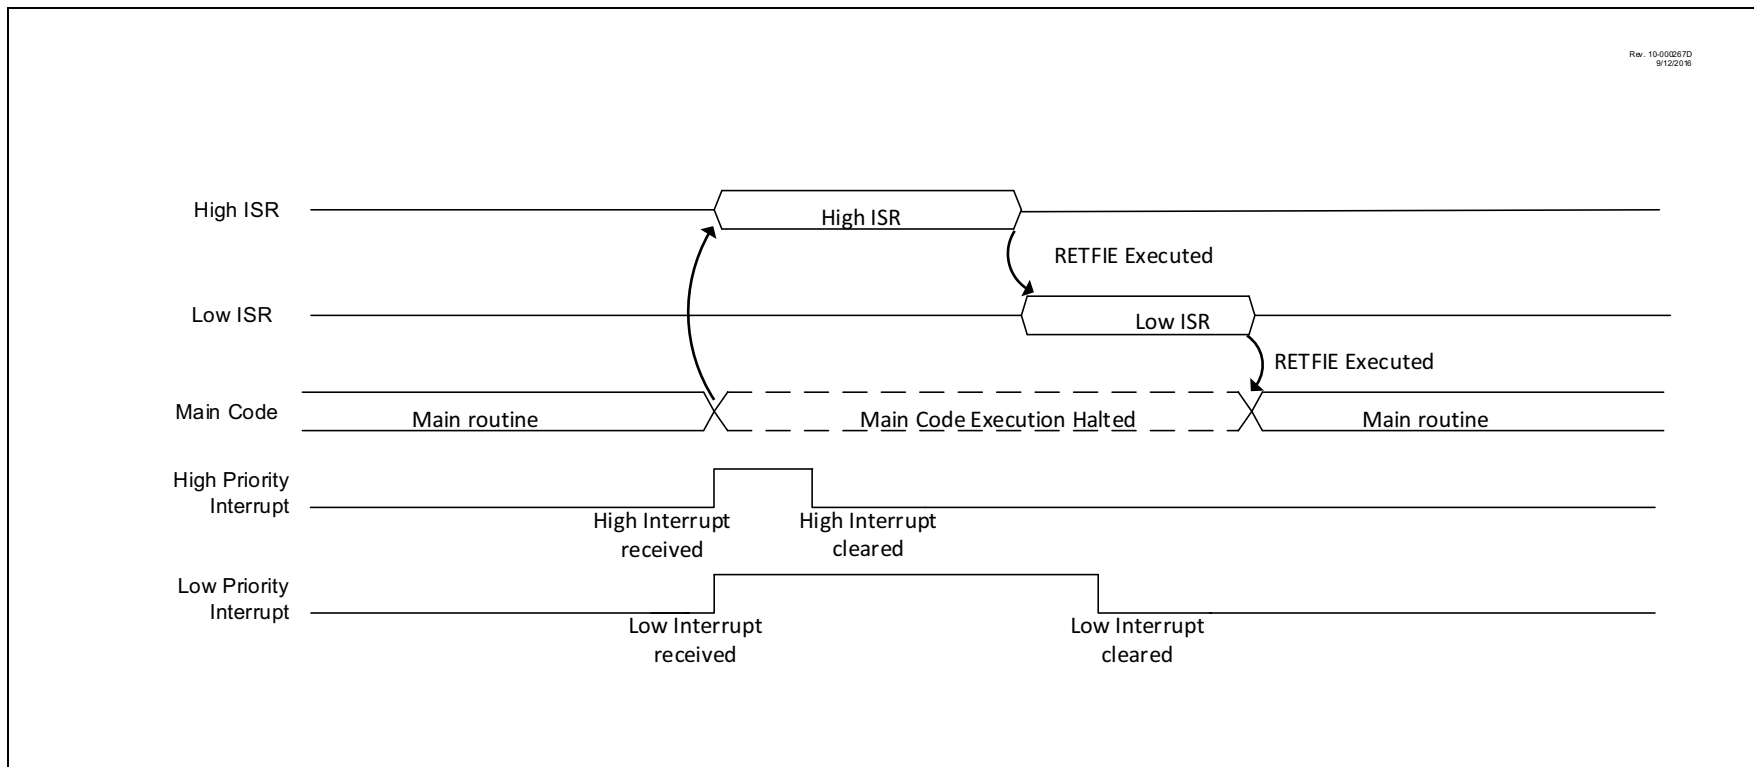 Rev. 10-000267D
9/12/2016
High ISR
High ISR
RETFIE Executed
Low ISR
Low ISR
RETFIE Executed
Main Code
Main routine
Main Code Execution Halted
Main routine
High Priority
Interrupt
High Interrupt
received
High Interrupt
cleared
Low Priority
Interrupt
Low Interrupt
received
Low Interrupt
cleared